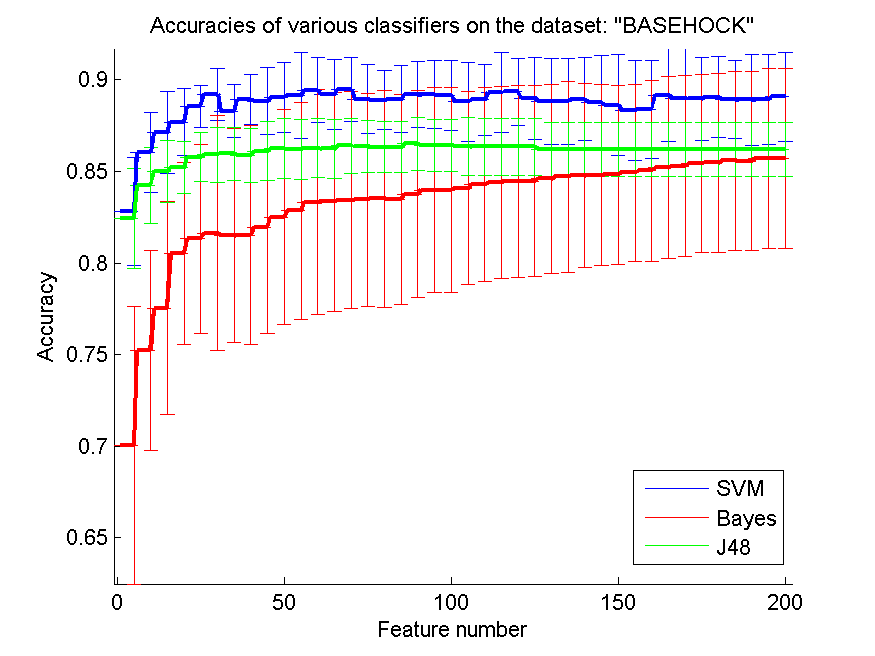 Accuracies of various classifiers on the dataset: "BASEHOCK"
0.9
0.85
0.8
0.75
0.7
0.65
Accuracy
SVM
Bayes
J48
0 50 100 150 200
Feature number